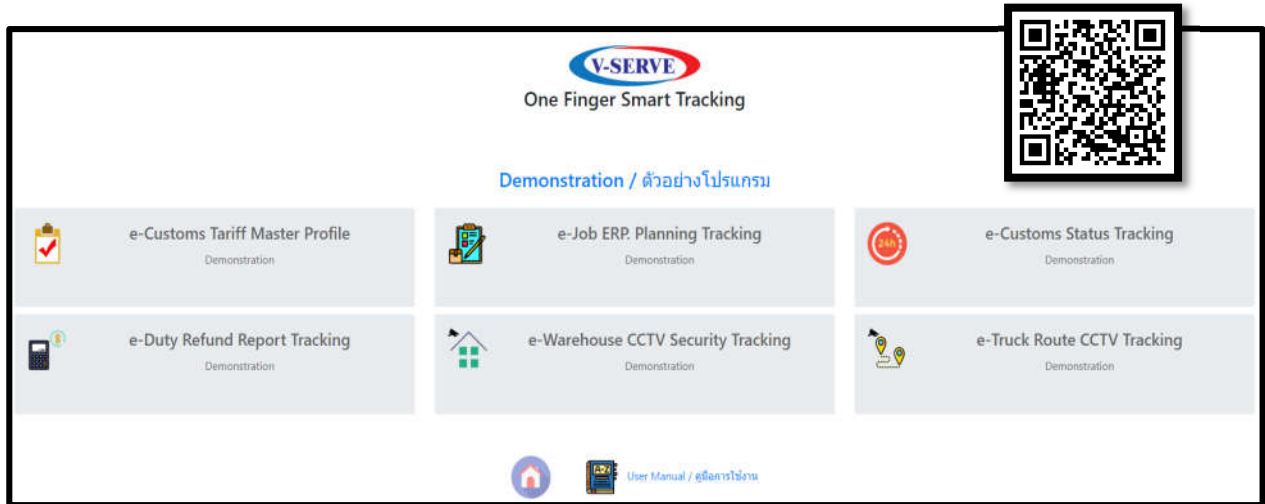 V-SERVE
One Finger Smart Tracking
Demonstration / ตัวอย่างโปรแกรม
e-Customs Tariff Master Profile
Demonstration
e-Job ERP. Planning Tracking
Demonstration
24h
e-Customs Status Tracking
Demonstration
e-Duty Refund Report Tracking
Demonstration
e-Warehouse CCTV Security Tracking
Demonstration
e-Truck Route CCTV Tracking
Demonstration
A-Z
User Manual / คู่มือการใช้งาน